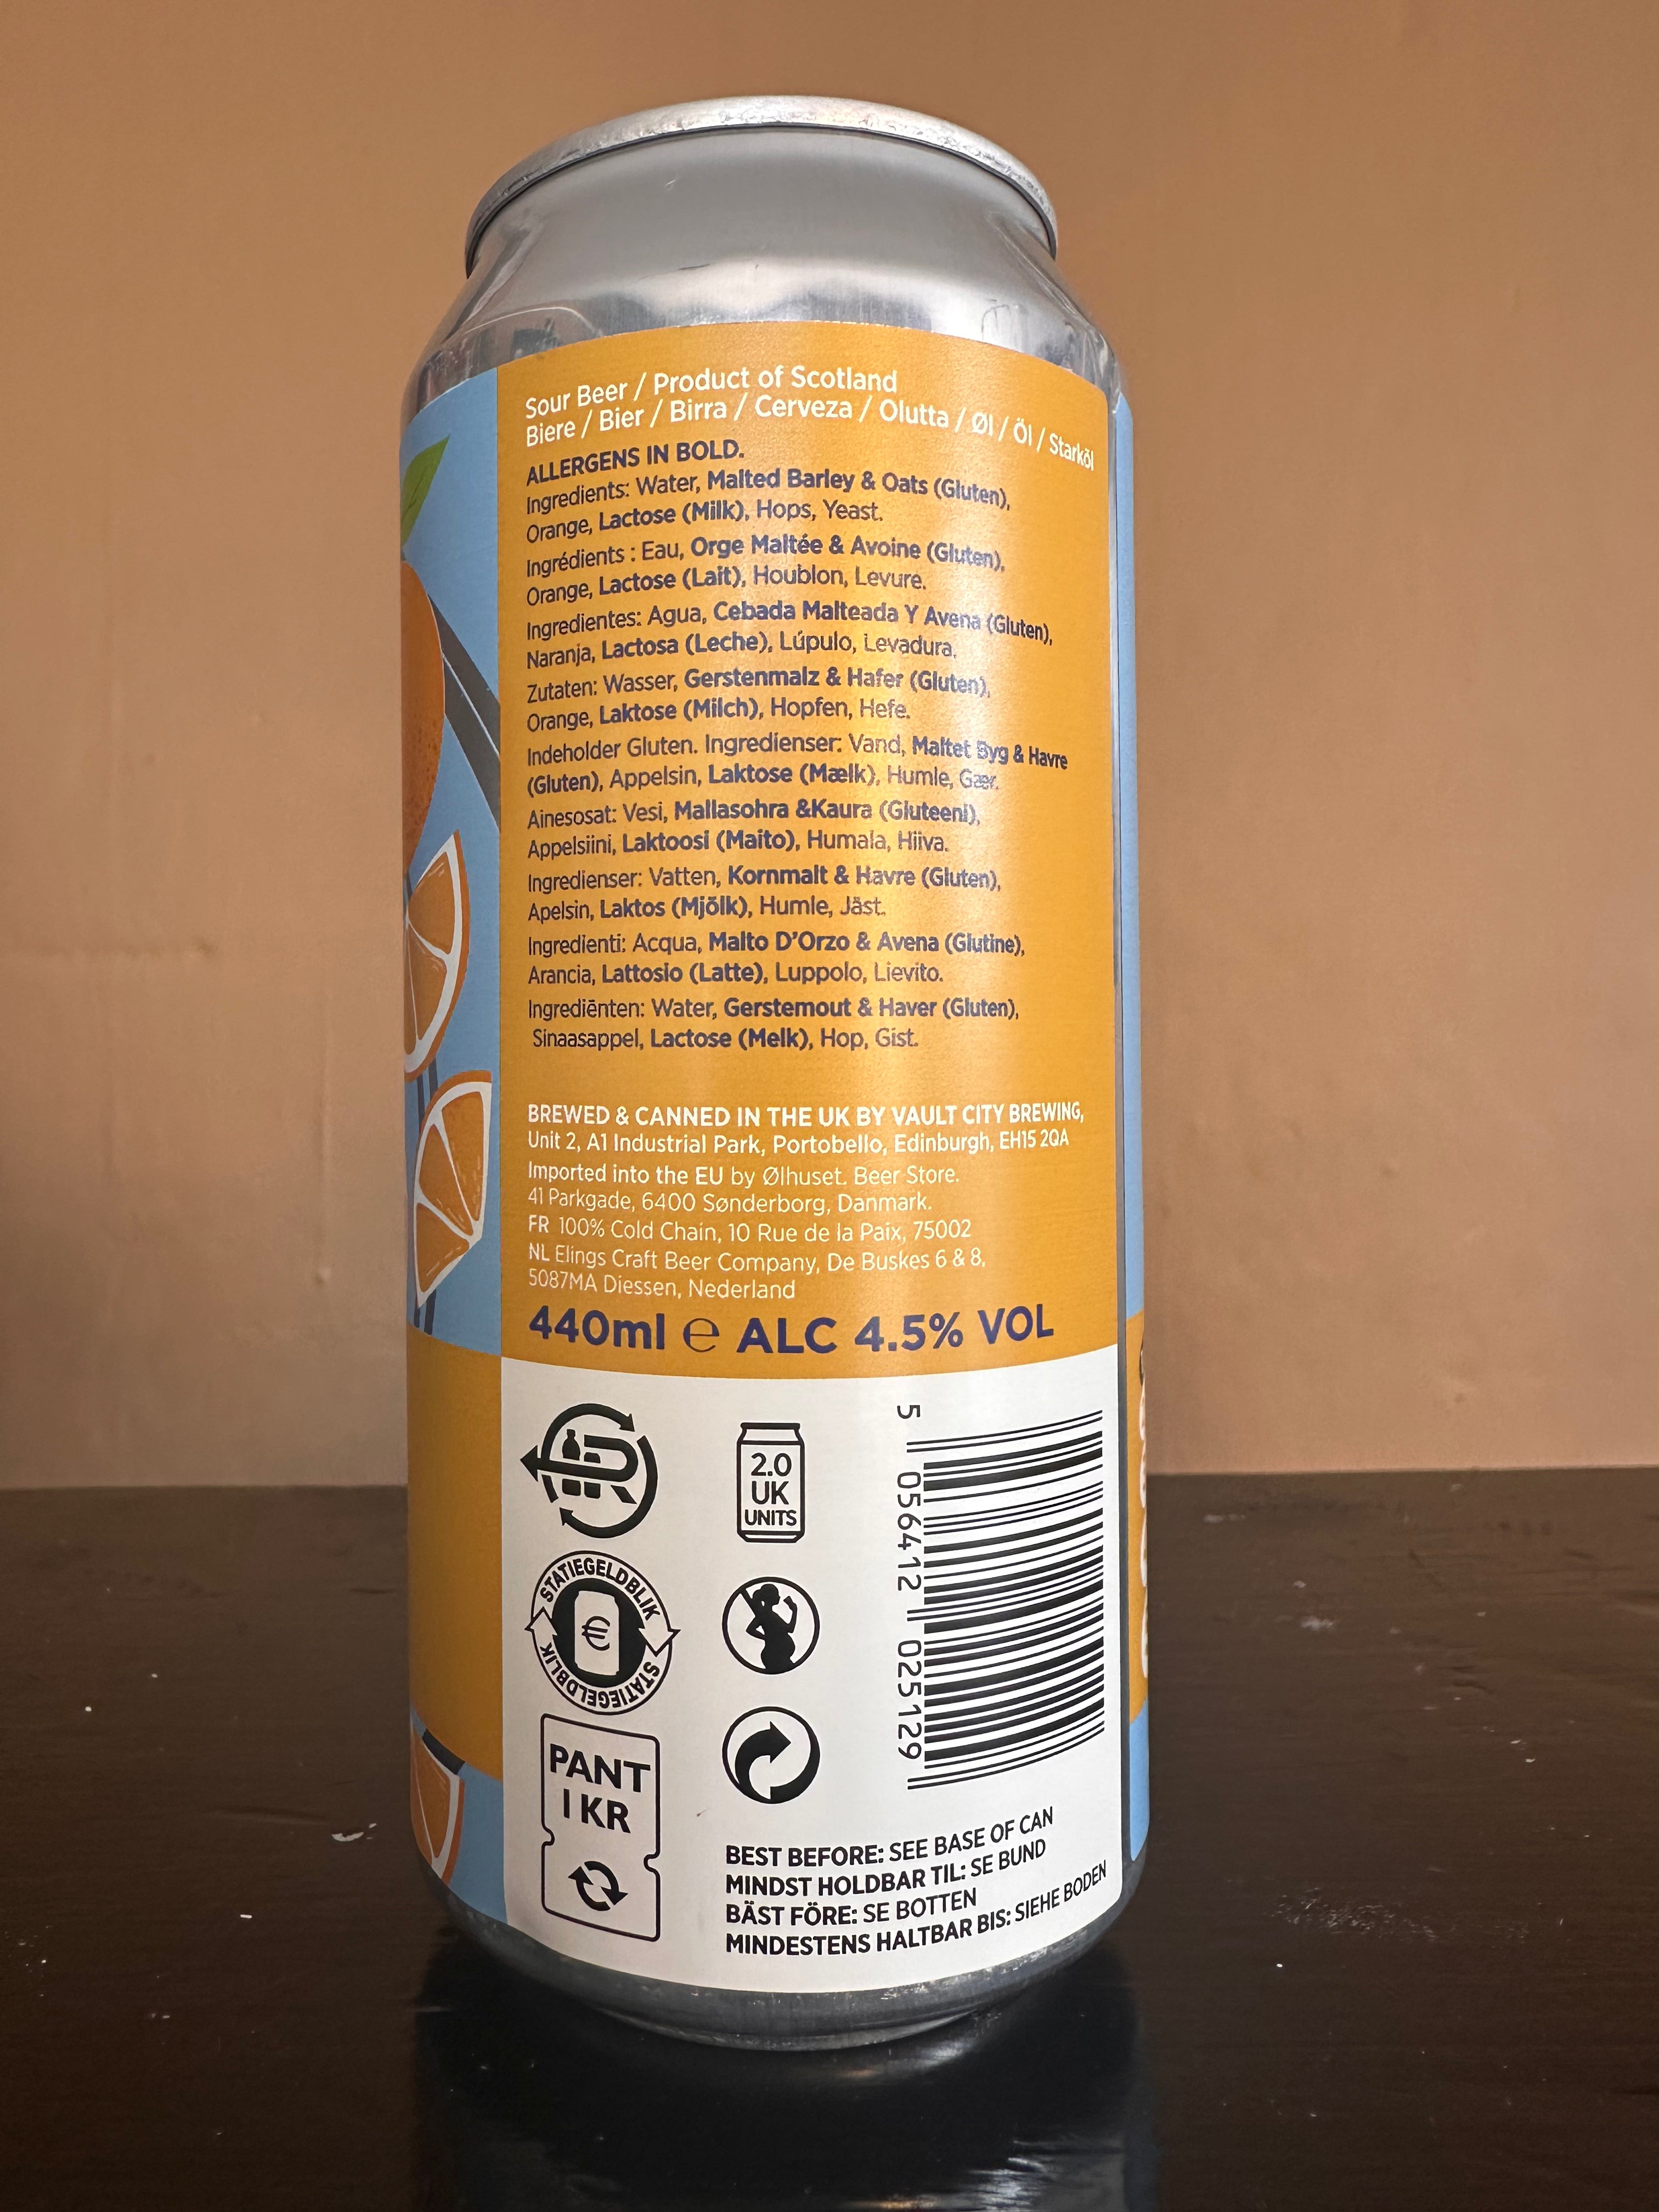 Sour Beer / Product of Scotland
Biere / Bier / Birra / Cerveza / Olutta / Øl / Öl / Starköl
ALLERGENS IN BOLD.
Ingredients: Water, Malted Barley & Oats (Gluten),
Orange, Lactose (Milk), Hops, Yeast.
Ingrédients : Eau, Orge Maltée & Avoine (Gluten),
Orange, Lactose (Lait), Houblon, Levure.
Ingredientes: Agua, Cebada Malteada Y Avena (Gluten),
Naranja, Lactosa (Leche), Lúpulo, Levadura.
Zutaten: Wasser, Gerstenmalz & Hafer (Gluten),
Orange, Laktose (Milch), Hopfen, Hefe.
Indeholder Gluten. Ingredienser: Vand, Maltet Byg & Havre
(Gluten), Appelsin, Laktose (Mælk), Humle, Gær.
Ainesosat: Vesi, Mallasohra &Kaura (Gluteeni),
Appelsiini, Laktoosi (Maito), Humala, Hiiva.
Ingredienser: Vatten, Kornmalt & Havre (Gluten),
Apelsin, Laktos (Mjölk), Humle, Jäst.
Ingredienti: Acqua, Malto D'Orzo & Avena (Glutine),
Arancia, Lattosio (Latte), Luppolo, Lievito.
Ingrediënten: Water, Gerstemout & Haver (Gluten),
Sinaasappel, Lactose (Melk), Hop, Gist.
BREWED & CANNED IN THE UK BY VAULT CITY BREWING,
Unit 2, A1 Industrial Park, Portobello, Edinburgh, EH15 2QA
Imported into the EU by Ølhuset. Beer Store.
41 Parkgade, 6400 Sønderborg, Danmark.
FR 100% Cold Chain, 10 Rue de la Paix, 75002
NL Elings Craft Beer Company, De Buskes 6 & 8,
5087MA Diessen, Nederland
440ml e ALC 4.5% VOL
2.0
UK
UNITS
STATIEGELDBLIK
€
STATIEGELDBLIK
PANT
1 KR
5 056412 025129
BEST BEFORE: SEE BASE OF CAN
MINDST HOLDBAR TIL: SE BUND
BÄST FÖRE: SE BOTTEN
MINDESTENS HALTBAR BIS: SIEHE BODEN